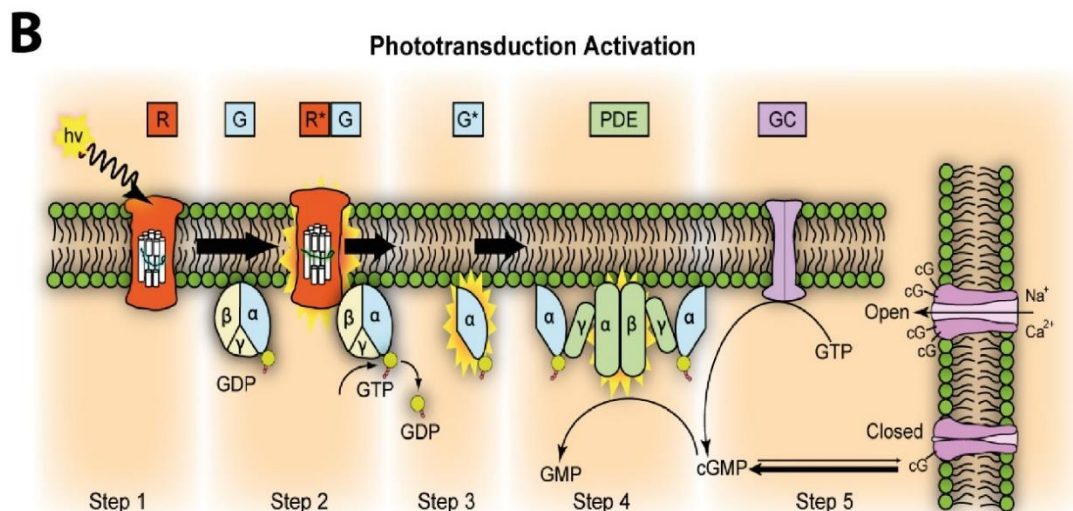 B
Phototransduction Activation
hv
R
G
R* G
G*
PDE
GC
β α
γ
GDP
β α
γ
GTP
GDP
α
α γ α β γ α
GMP
cGMP
GTP
cG
cG
Open
cG
cG
Na⁺
Ca²⁺
Closed
cG
Step 1 Step 2 Step 3 Step 4 Step 5